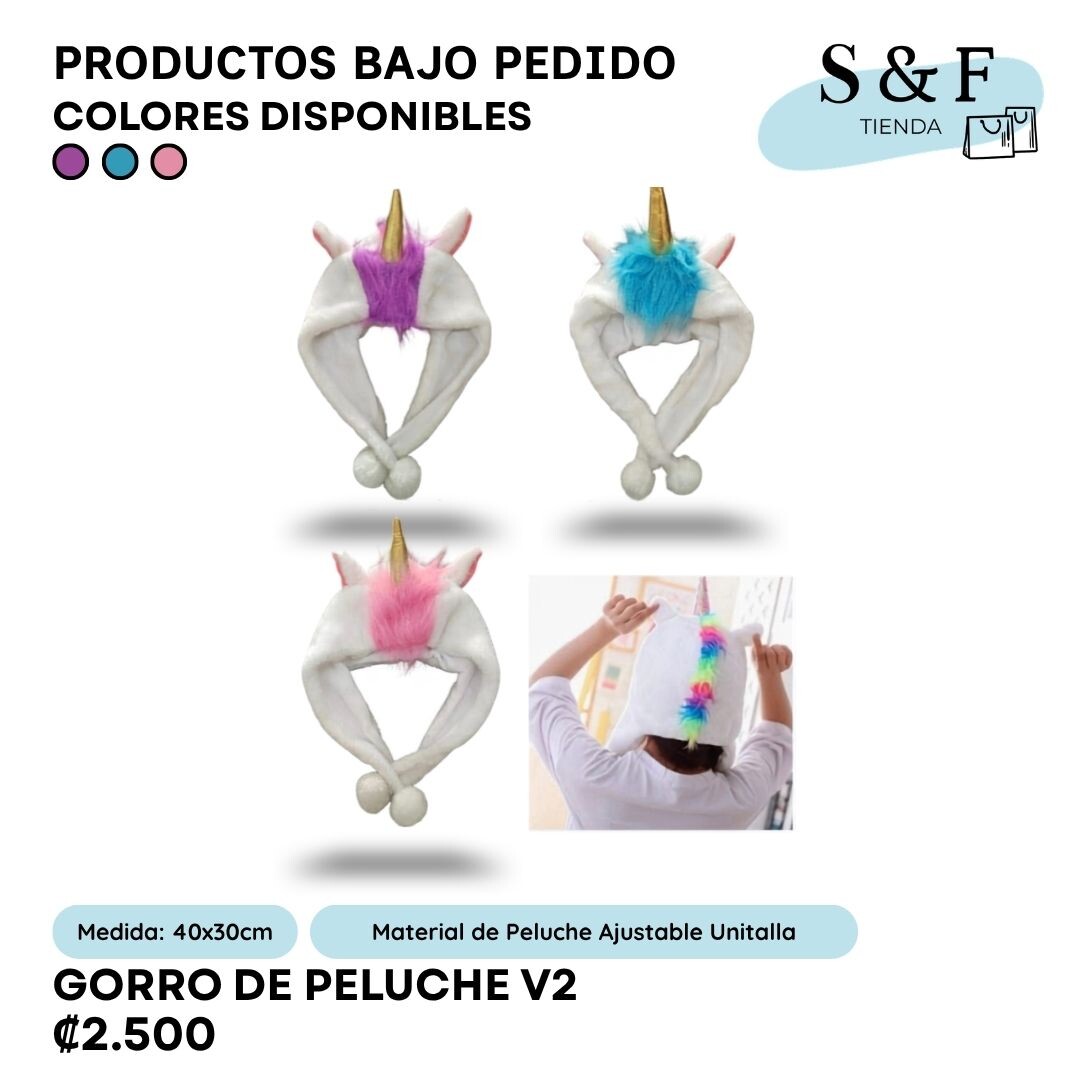 PRODUCTOS BAJO PEDIDO
COLORES DISPONIBLES
S & F
TIENDA
Medida: 40x30cm
Material de Peluche Ajustable Unitalla
GORRO DE PELUCHE V2
₡2.500